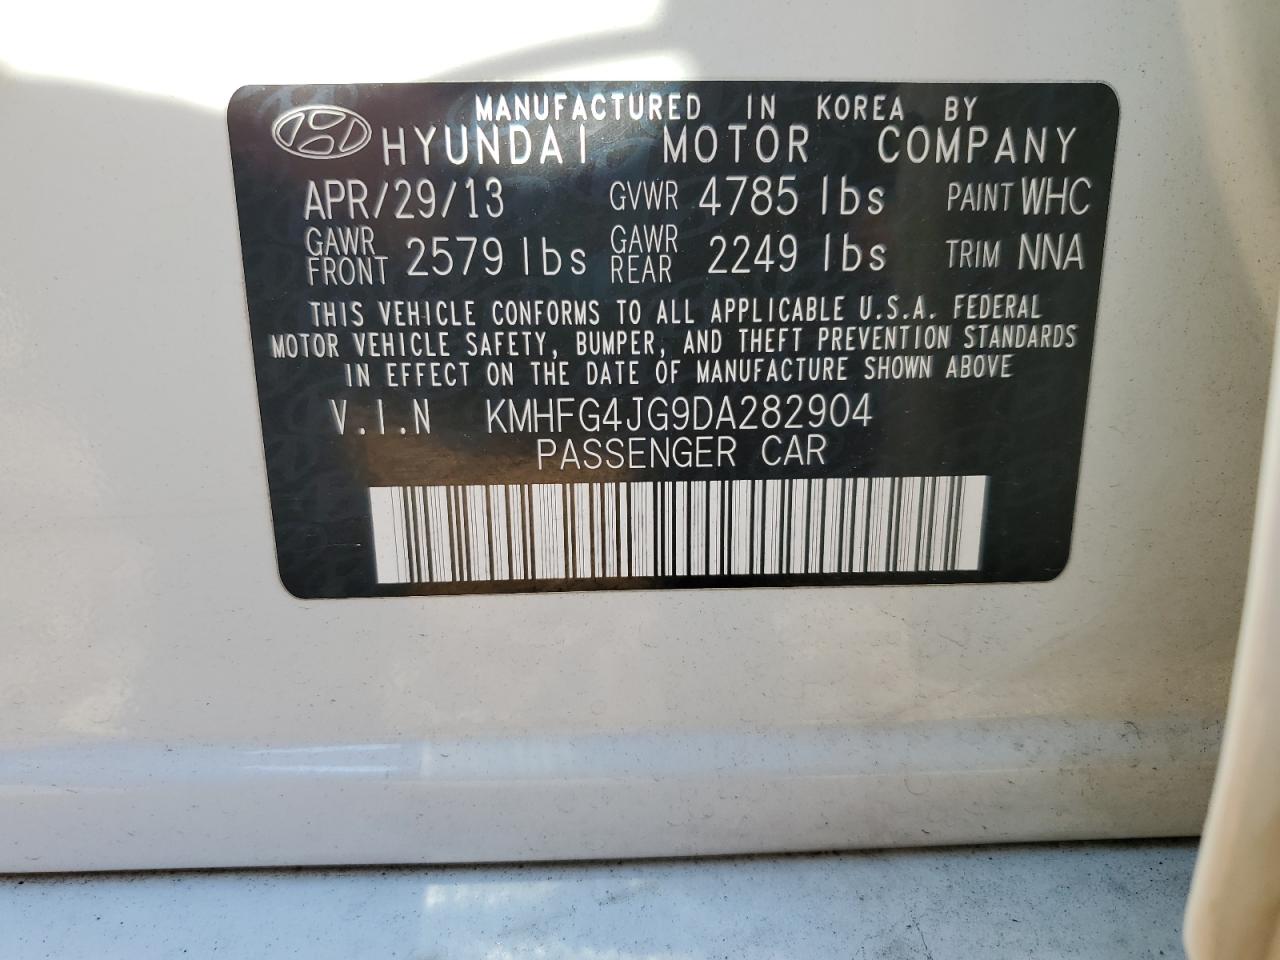 MANUFACTURED IN KOREA BY
HYUNDAI MOTOR COMPANY
APR/29/13 GVWR 4785 lbs PAINT WHC
GAWR FRONT 2579 lbs GAWR REAR 2249 lbs TRIM NNA
THIS VEHICLE CONFORMS TO ALL APPLICABLE U.S.A. FEDERAL
MOTOR VEHICLE SAFETY, BUMPER, AND THEFT PREVENTION STANDARDS
IN EFFECT ON THE DATE OF MANUFACTURE SHOWN ABOVE
V.I.N KMHFG4JG9DA282904
PASSENGER CAR